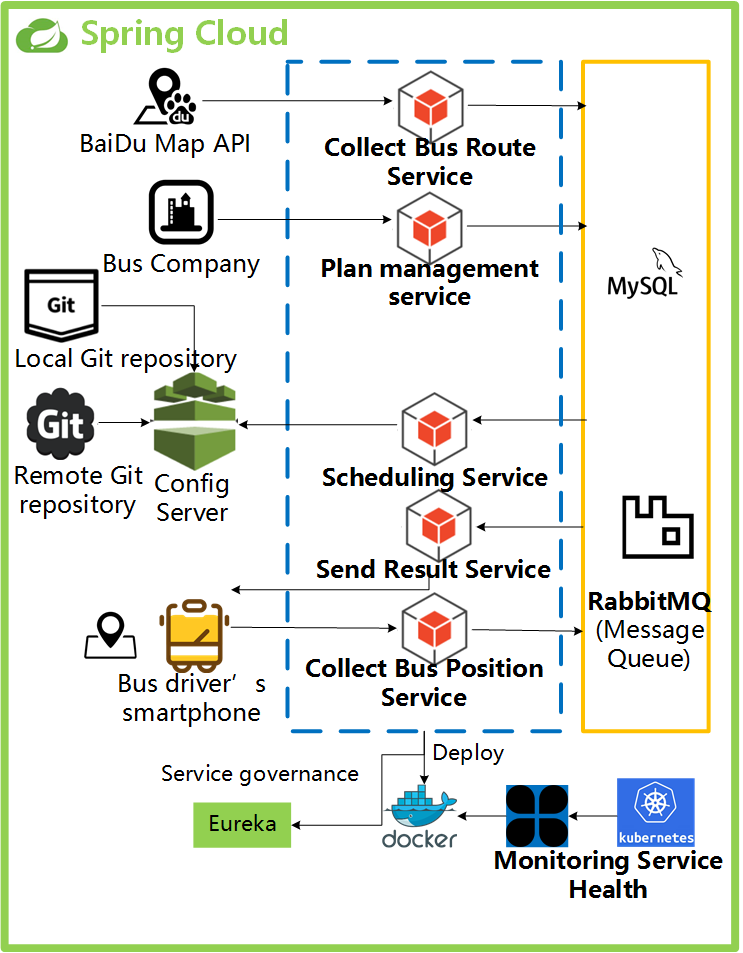 Spring Cloud
du
BaiDu Map API
Collect Bus Route
Service
Bus Company
Plan management
service
MySQL
Git
Local Git repository
Git
Remote Git
repository
Config
Server
Scheduling Service
Send Result Service
RabbitMQ
(Message
Queue)
Bus driver’s
smartphone
Collect Bus Position
Service
Deploy
Service governance
Eureka
docker
kubernetes
Monitoring Service
Health